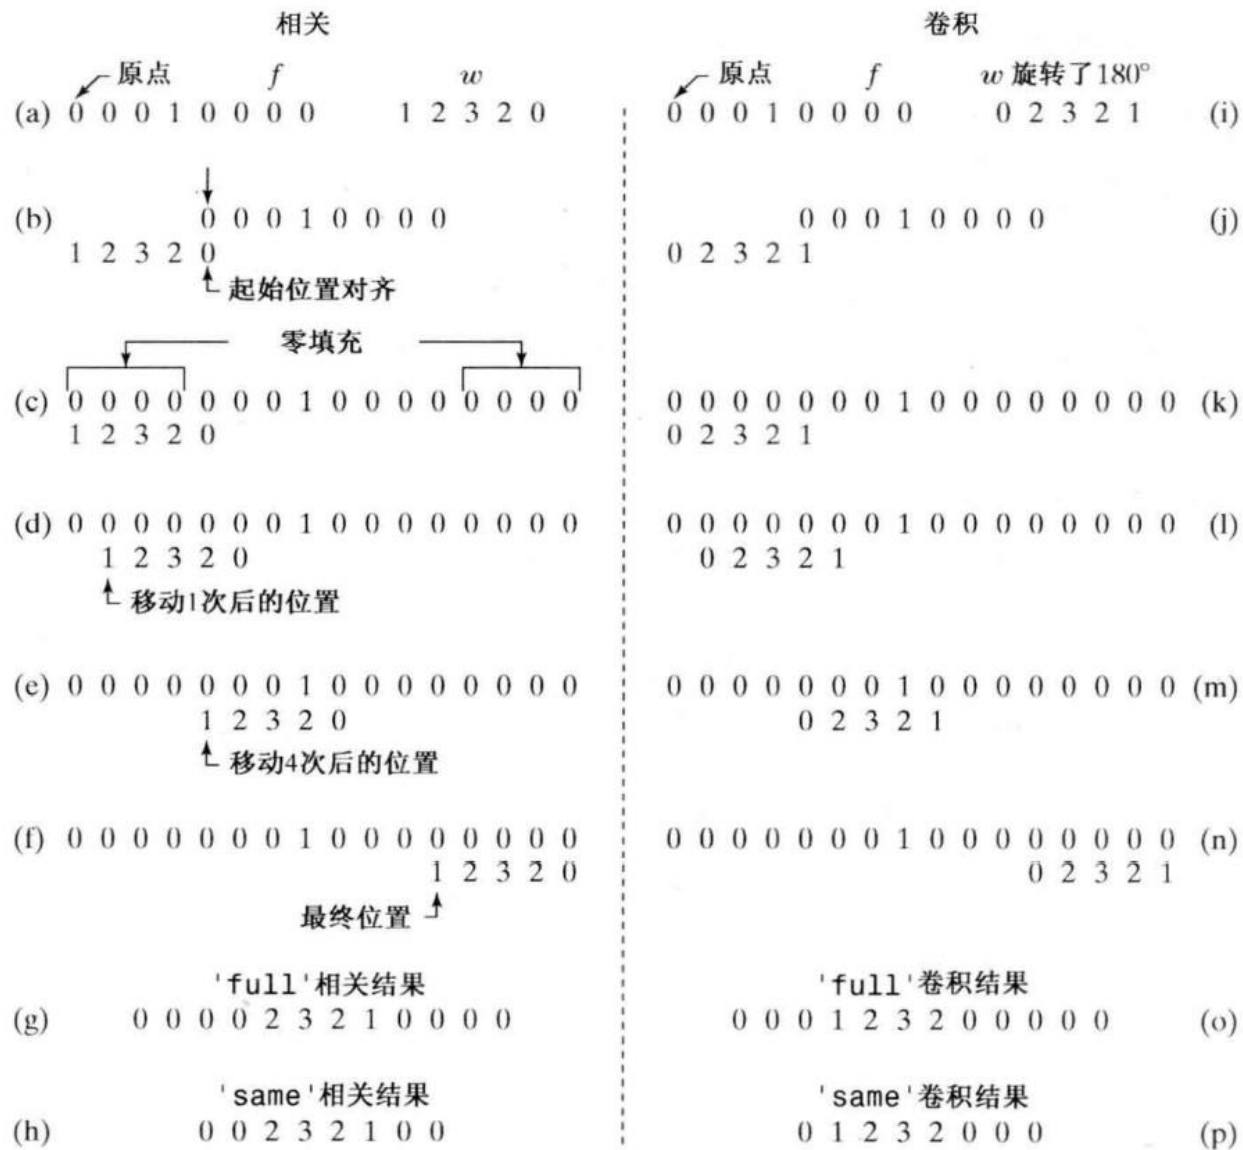 相关 卷积
原点 f w 原点 f w 旋转了180°
(a) 0 0 0 1 0 0 0 0 1 2 3 2 0 0 0 0 1 0 0 0 0 0 2 3 2 1 (i)
(b) 0 0 0 1 0 0 0 0 0 0 0 1 0 0 0 0 (j)
1 2 3 2 0 0 2 3 2 1
起始位置对齐
零填充
(c) 0 0 0 0 0 0 0 1 0 0 0 0 0 0 0 0 0 0 0 0 0 0 0 1 0 0 0 0 0 0 0 0 (k)
1 2 3 2 0 0 2 3 2 1
(d) 0 0 0 0 0 0 0 1 0 0 0 0 0 0 0 0 0 0 0 0 0 0 0 1 0 0 0 0 0 0 0 0 (l)
1 2 3 2 0 0 2 3 2 1
移动1次后的位置
(e) 0 0 0 0 0 0 0 1 0 0 0 0 0 0 0 0 0 0 0 0 0 0 0 1 0 0 0 0 0 0 0 0 (m)
1 2 3 2 0 0 2 3 2 1
移动4次后的位置
(f) 0 0 0 0 0 0 0 1 0 0 0 0 0 0 0 0 0 0 0 0 0 0 0 1 0 0 0 0 0 0 0 0 (n)
1 2 3 2 0 0 2 3 2 1
最终位置
'full'相关结果 'full'卷积结果
(g) 0 0 0 0 2 3 2 1 0 0 0 0 0 0 0 1 2 3 2 0 0 0 0 0 (o)
'same'相关结果 'same'卷积结果
(h) 0 0 2 3 2 1 0 0 0 1 2 3 2 0 0 0 (p)